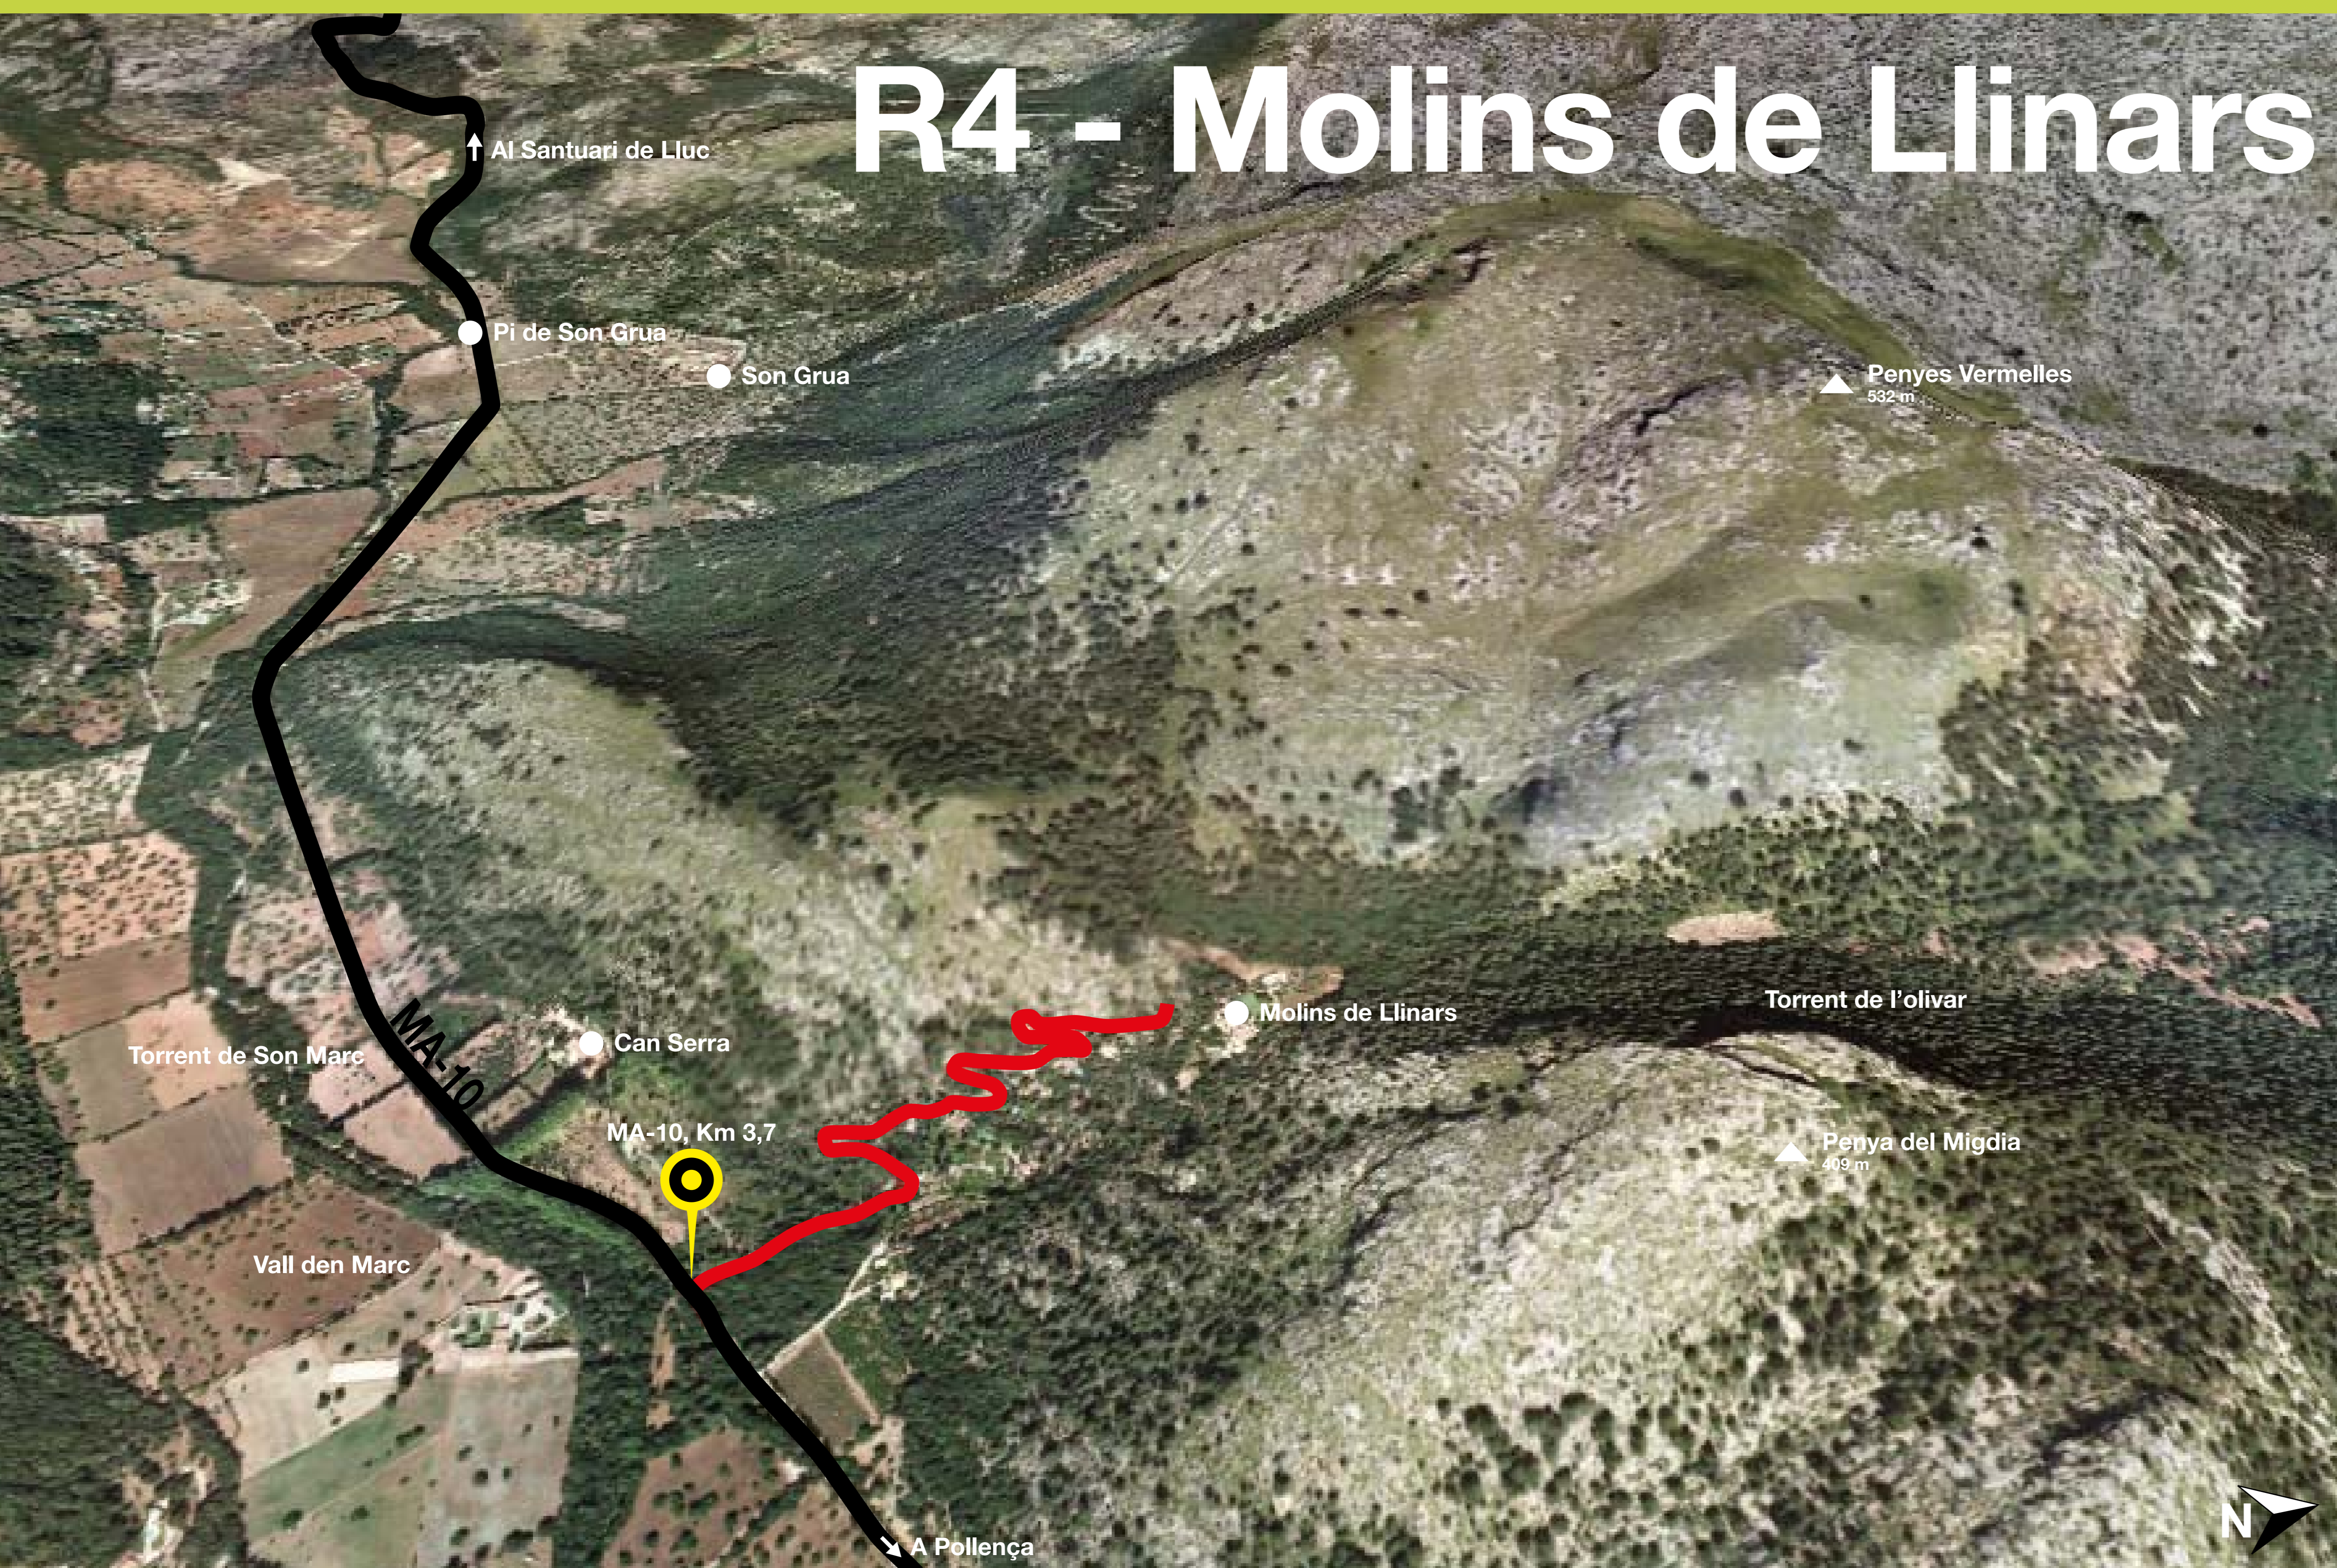 R4 - Molins de Llinars
Al Santuari de Lluc
Pi de Son Grua
Son Grua
Penyes Vermelles
532 m
Molins de Llinars
Torrent de l’olivar
Can Serra
Torrent de Son Marc
MA-10
MA-10, Km 3,7
Penya del Migdia
409 m
Vall den Marc
A Pollença
N